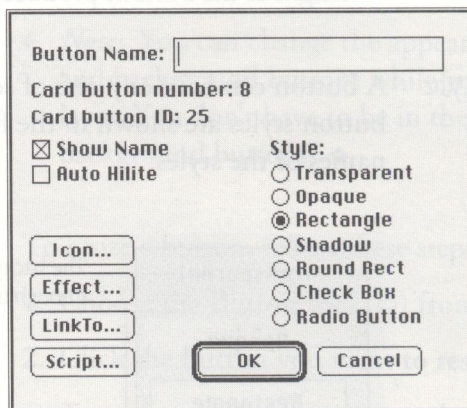 Button Name:
Card button number: 8
Card button ID: 25
Show Name
Auto Hilite
Style:
Transparent
Opaque
Rectangle
Shadow
Round Rect
Check Box
Radio Button
Icon...
Effect...
LinkTo...
Script...
OK
Cancel